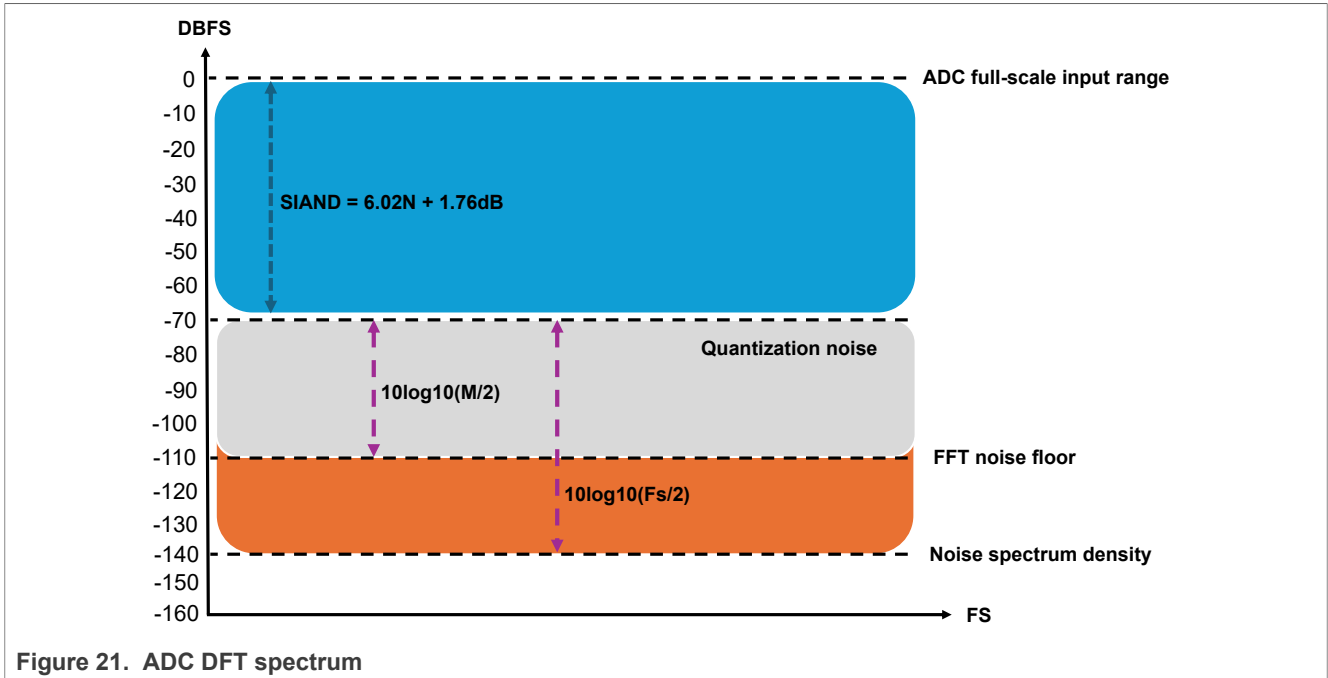 DBFS
0
ADC full-scale input range
-10
-20
-30
SIAND = 6.02N + 1.76dB
-40
-50
-60
-70
Quantization noise
-80
10log10(M/2)
-90
-100
-110
FFT noise floor
-120
10log10(Fs/2)
-130
-140
Noise spectrum density
-150
-160
FS
Figure 21. ADC DFT spectrum